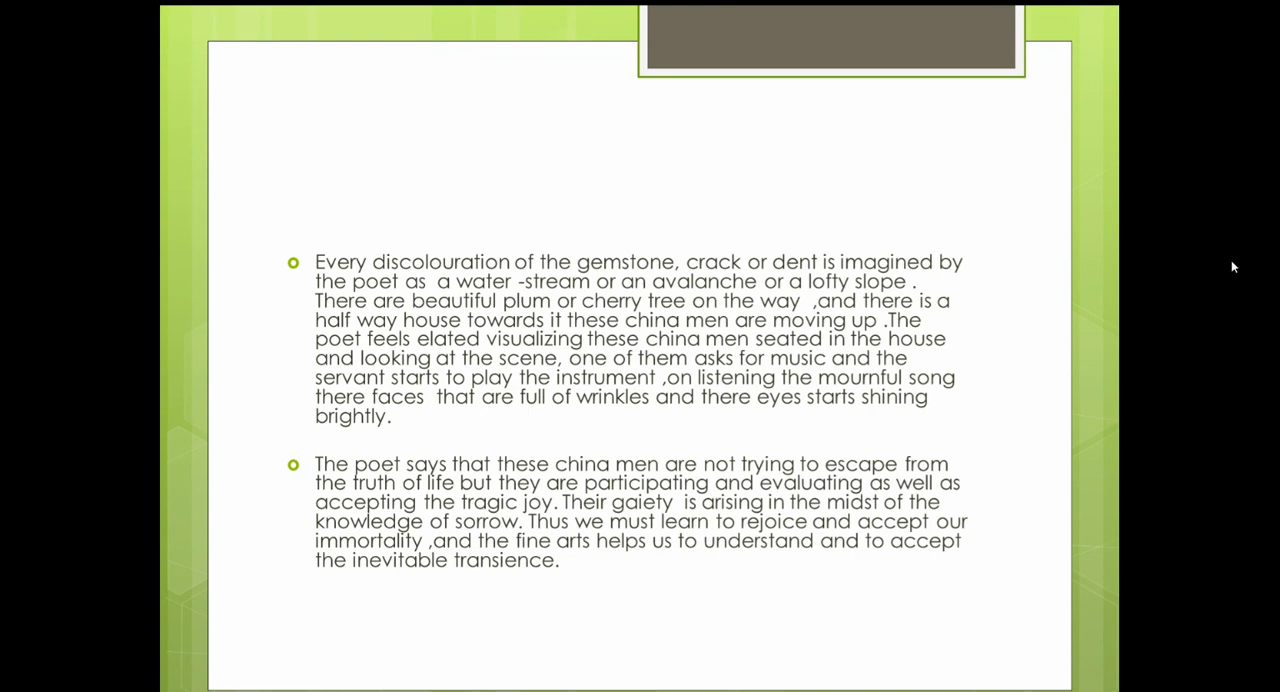 Every discolouration of the gemstone, crack or dent is imagined by
the poet as a water -stream or an avalanche or a lofty slope .
There are beautiful plum or cherry tree on the way ,and there is a
half way house towards it these china men are moving up .The
poet feels elated visualizing these china men seated in the house
and looking at the scene, one of them asks for music and the
servant starts to play the instrument ,on listening the mournful song
there faces that are full of wrinkles and there eyes starts shining
brightly.
The poet says that these china men are not trying to escape from
the truth of life but they are participating and evaluating as well as
accepting the tragic joy. Their gaiety is arising in the midst of the
knowledge of sorrow. Thus we must learn to rejoice and accept our
immortality ,and the fine arts helps us to understand and to accept
the inevitable transience.